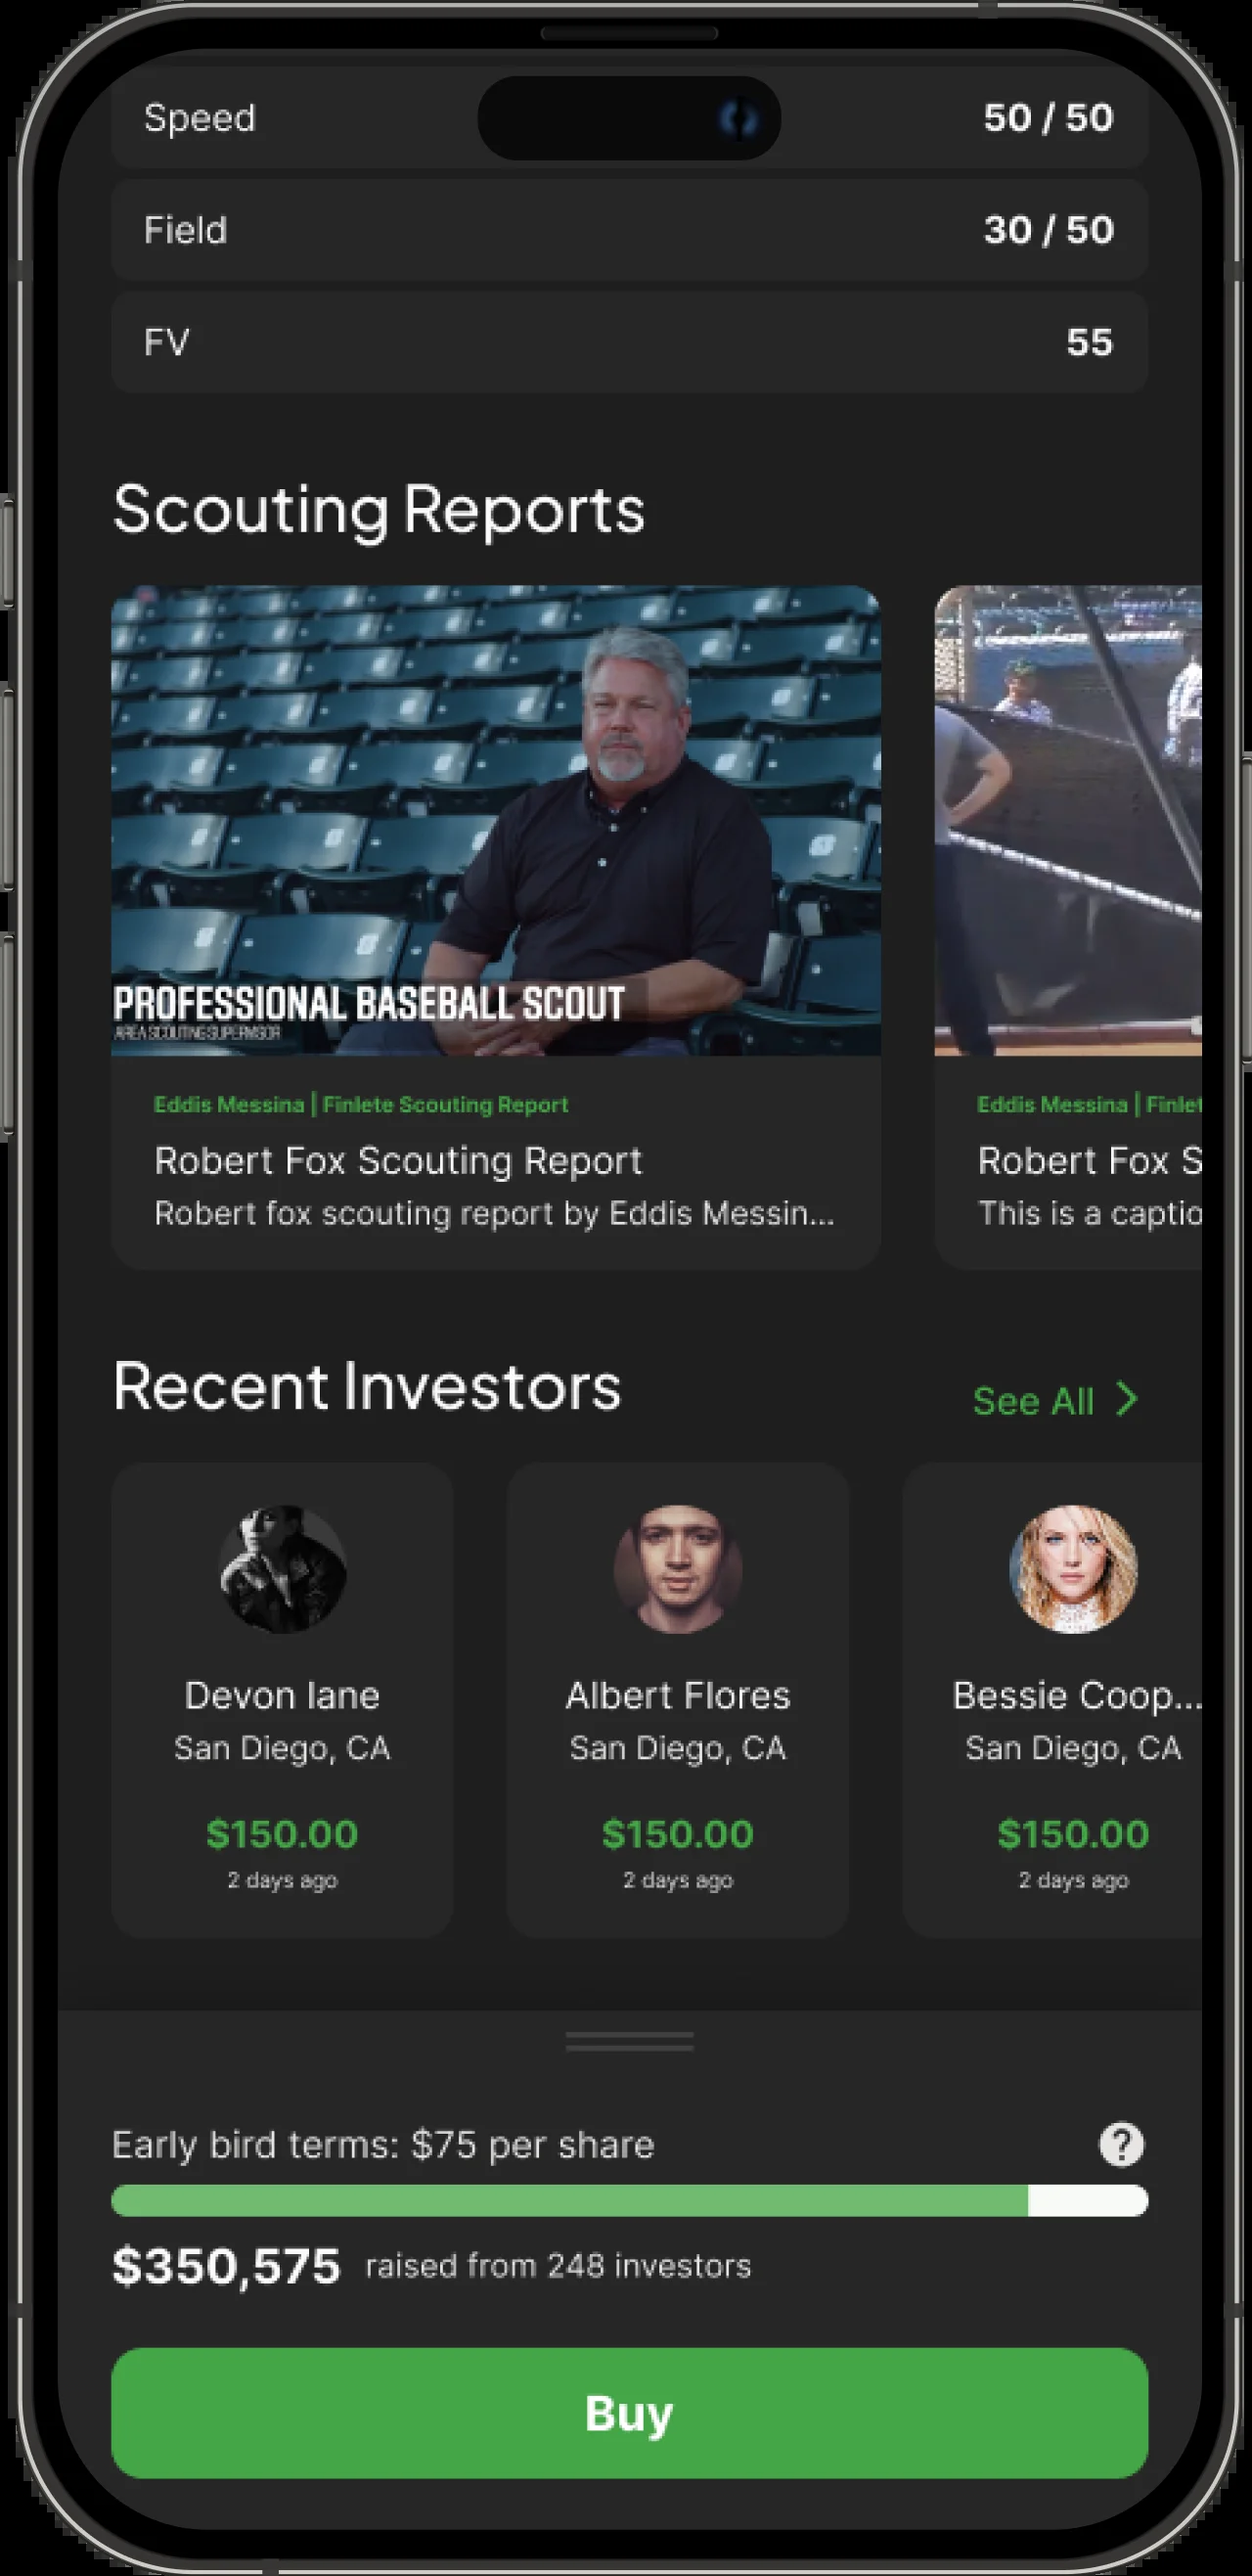 Speed 50 / 50
Field 30 / 50
FV 55
Scouting Reports
PROFESSIONAL BASEBALL SCOUT
AREA SCOUTING SUPERVISOR
Eddis Messina | Finlete Scouting Report
Robert Fox Scouting Report
Robert fox scouting report by Eddis Messin...
Eddis Messina | Finlet
Robert Fox S
This is a captio
Recent Investors
See All
Devon lane
San Diego, CA
$150.00
2 days ago
Albert Flores
San Diego, CA
$150.00
2 days ago
Bessie Coop...
San Diego, CA
$150.00
2 days ago
Early bird terms: $75 per share
?
$350,575 raised from 248 investors
Buy